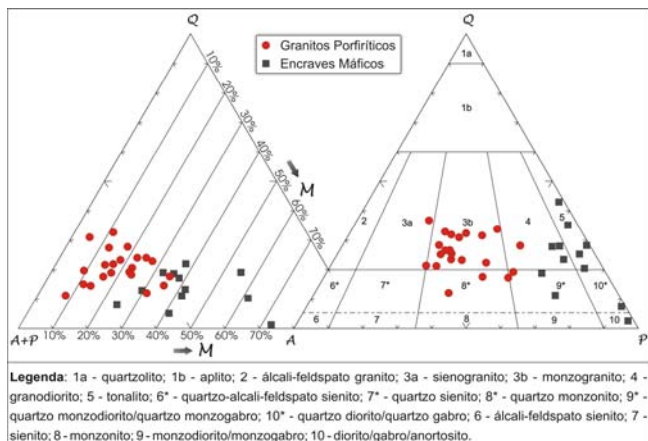 Q
Q
Granitos Porfiríticos
Encraves Máficos
10%
20%
30%
40%
50%
60%
70%
M
1a
1b
2
3a
3b
4
5
6*
7*
8*
9*
10*
6
7
8
9
10
A+P
10%
20%
30%
40%
50%
60%
70%
A
P
M
Legenda: 1a - quartzolito; 1b - aplito; 2 - álcali-feldspato granito; 3a - sienogranito; 3b - monzogranito; 4 -
granodiorito; 5 - tonalito; 6* - quartzo-alcali-feldspato sienito; 7* - quartzo sienito; 8* - quartzo monzonito; 9* -
quartzo monzodiorito/quartzo monzogabro; 10* - quartzo diorito/quartzo gabro; 6 - álcali-feldspato sienito; 7 -
sienito; 8 - monzonito; 9 - monzodiorito/monzogabro; 10 - diorito/gabro/anortosito.